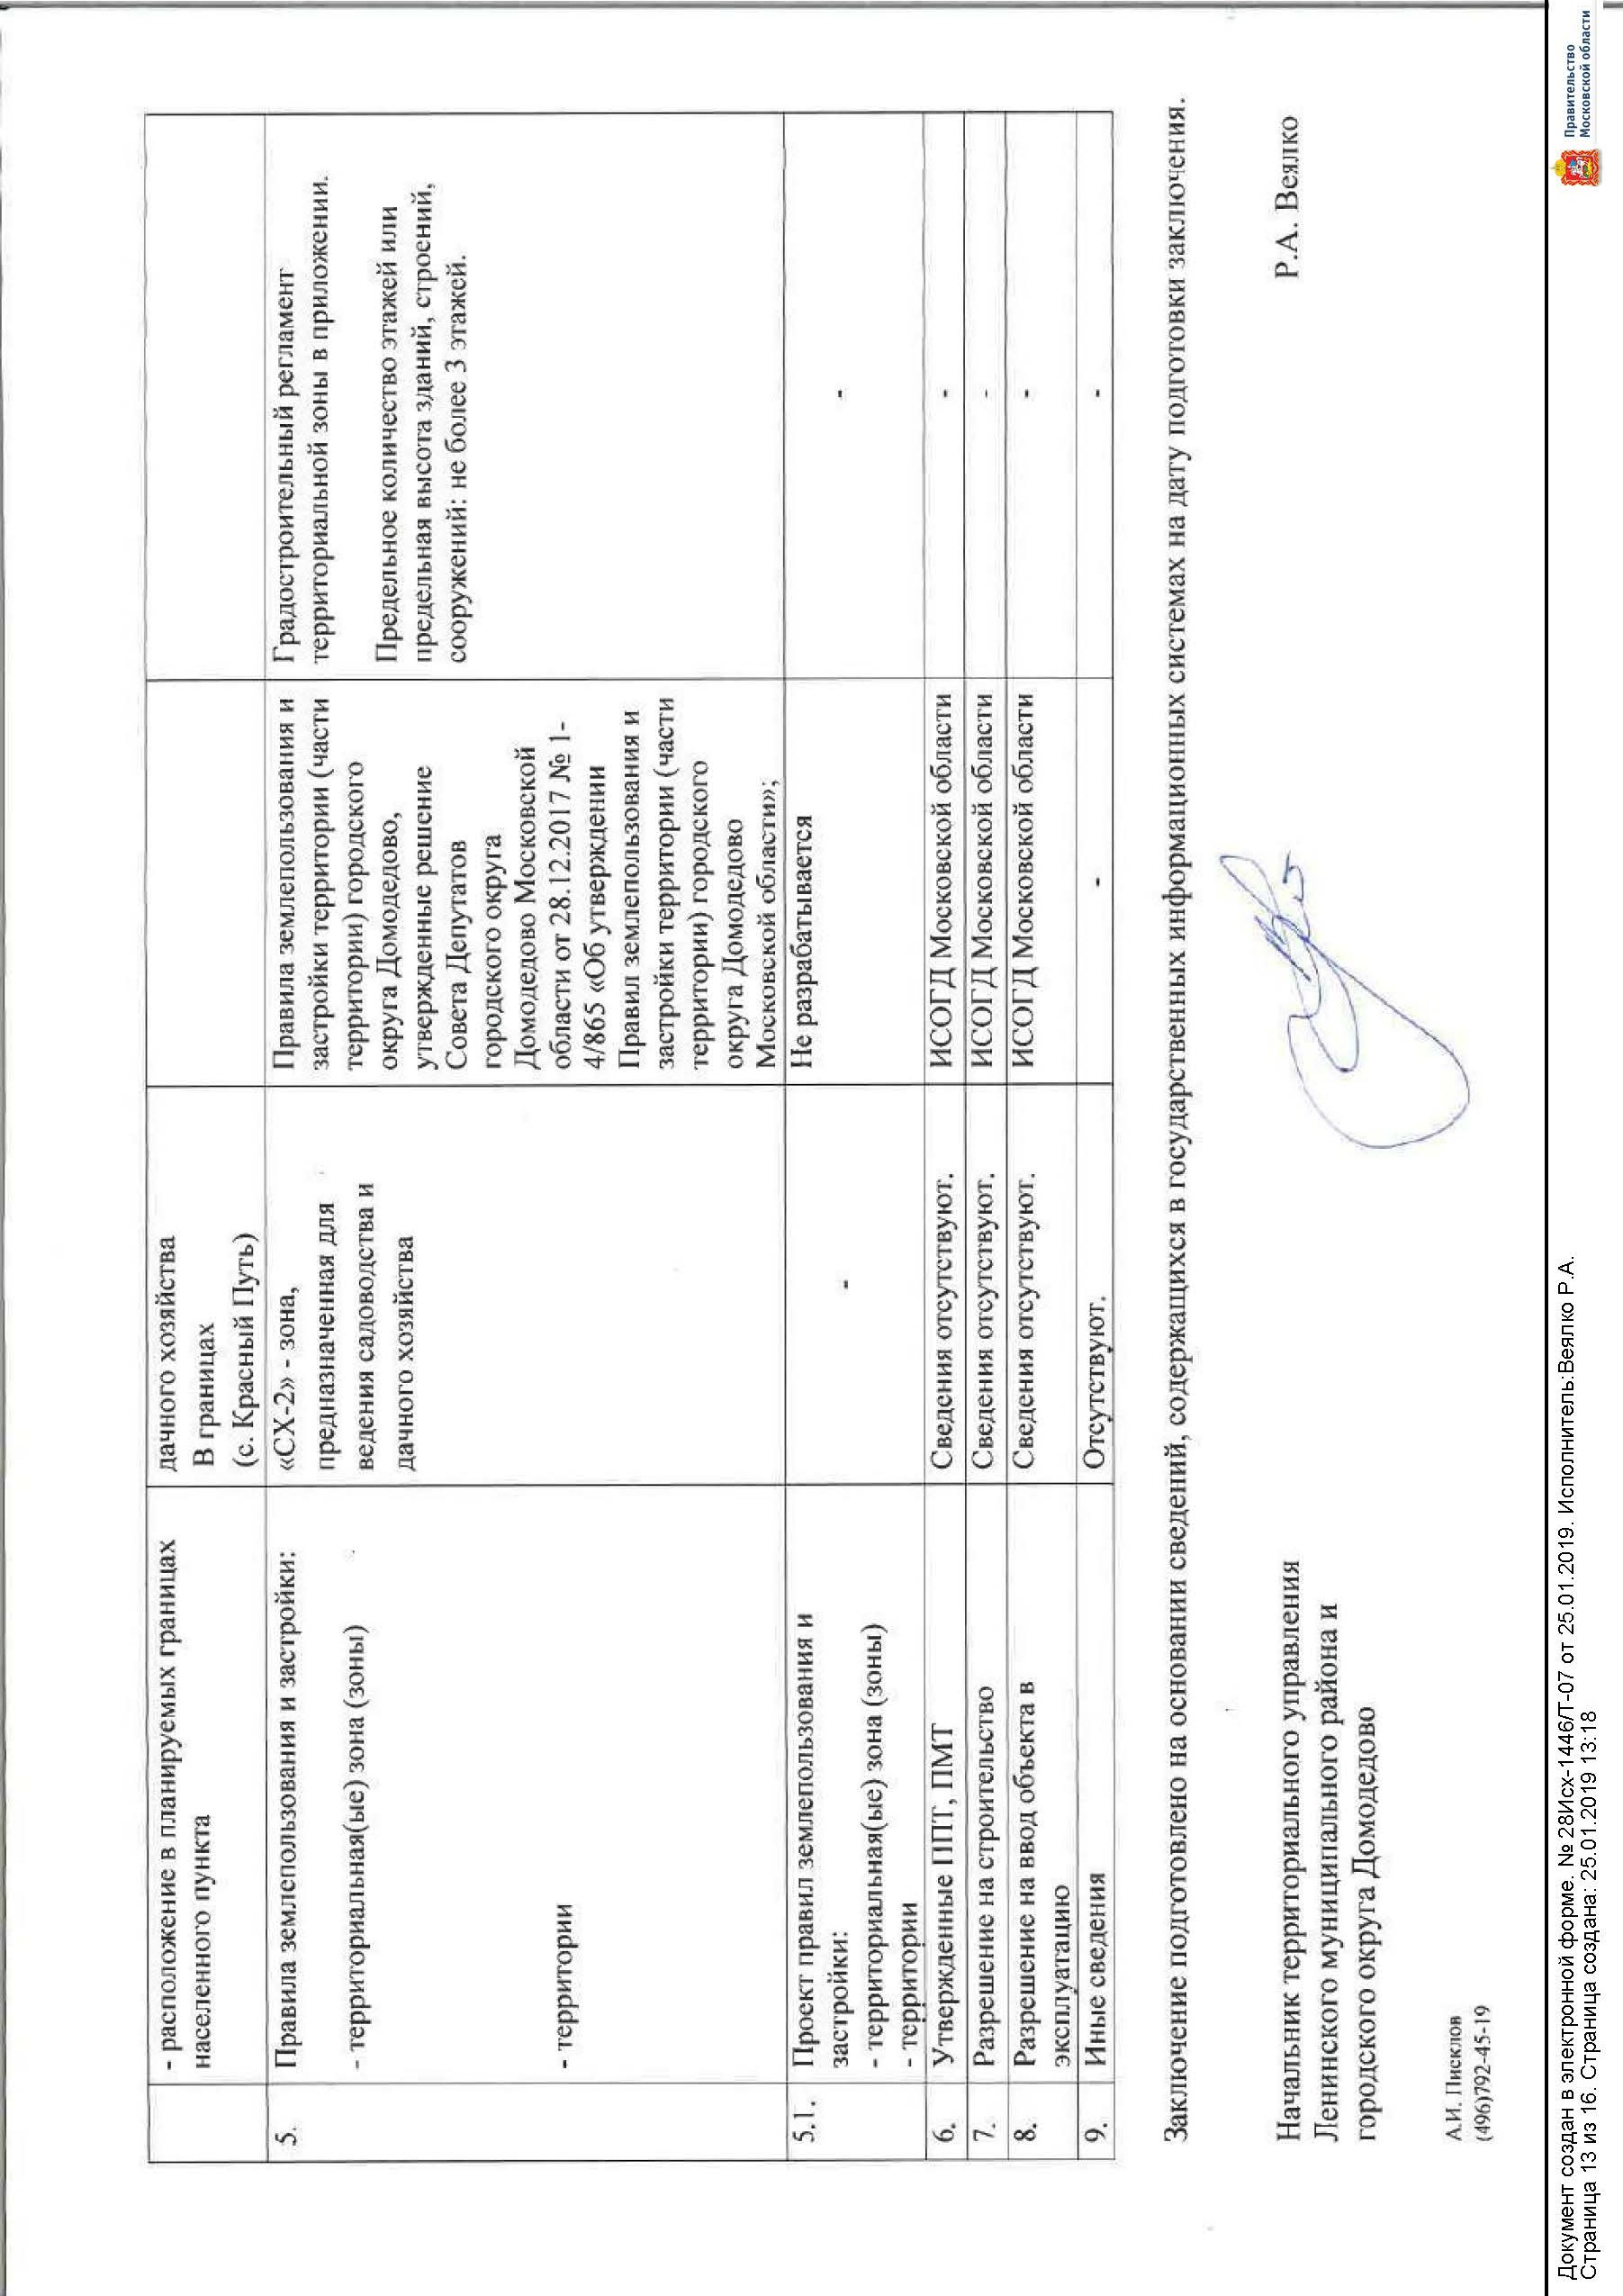 - расположение в планируемых границах
населенного пункта
дачного хозяйства
В границах
(с. Красный Путь)
5.
Правила землепользования и застройки:
- территориальная(ые) зона (зоны)
- территории
«СХ-2» - зона,
предназначенная для
ведения садоводства и
дачного хозяйства
Правила землепользования и
застройки территории (части
территории) городского
округа Домодедово,
утвержденные решение
Совета Депутатов
городского округа
Домодедово Московской
области от 28.12.2017 № 1-
4/865 «Об утверждении
Правил землепользования и
застройки территории (части
территории) городского
округа Домодедово
Московской области»;
Градостроительный регламент
территориальной зоны в приложении.
Предельное количество этажей или
предельная высота зданий, строений,
сооружений: не более 3 этажей.
5.1.
Проект правил землепользования и
застройки:
- территориальная(ые) зона (зоны)
- территории
-
Не разрабатывается
-
6.
Утвержденные ППТ, ПМТ
Сведения отсутствуют.
ИСОГД Московской области
-
7.
Разрешение на строительство
Сведения отсутствуют.
ИСОГД Московской области
-
8.
Разрешение на ввод объекта в
эксплуатацию
Сведения отсутствуют.
ИСОГД Московской области
-
9.
Иные сведения
Отсутствуют.
-
-
Заключение подготовлено на основании сведений, содержащихся в государственных информационных системах на дату подготовки заключения.
Начальник территориального управления
Ленинского муниципального района и
городского округа Домодедово
Р.А. Веялко
А.И. Писклов
(496)792-45-19
Документ создан в электронной форме. № 28Исх-1446/Т-07 от 25.01.2019. Исполнитель:Веялко Р.А.
Страница 13 из 16. Страница создана: 25.01.2019 13:18
Правительство
Московской области